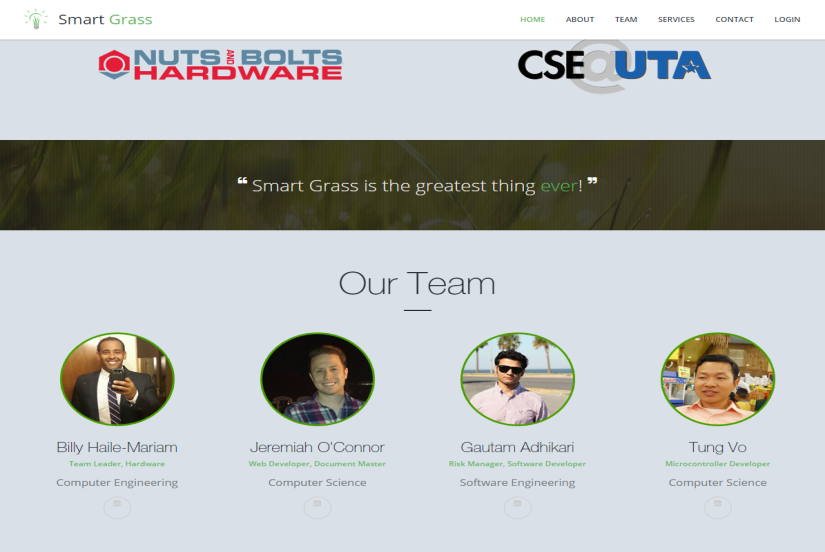 Smart Grass
HOME ABOUT TEAM SERVICES CONTACT LOGIN
NUTS AND BOLTS
HARDWARE
CSE@UTA
❝ Smart Grass is the greatest thing ever! ❞
Our Team
Billy Haile-Mariam
Team Leader, Hardware
Computer Engineering
Jeremiah O'Connor
Web Developer, Document Master
Computer Science
Gautam Adhikari
Risk Manager, Software Developer
Software Engineering
Tung Vo
Microcontroller Developer
Computer Science